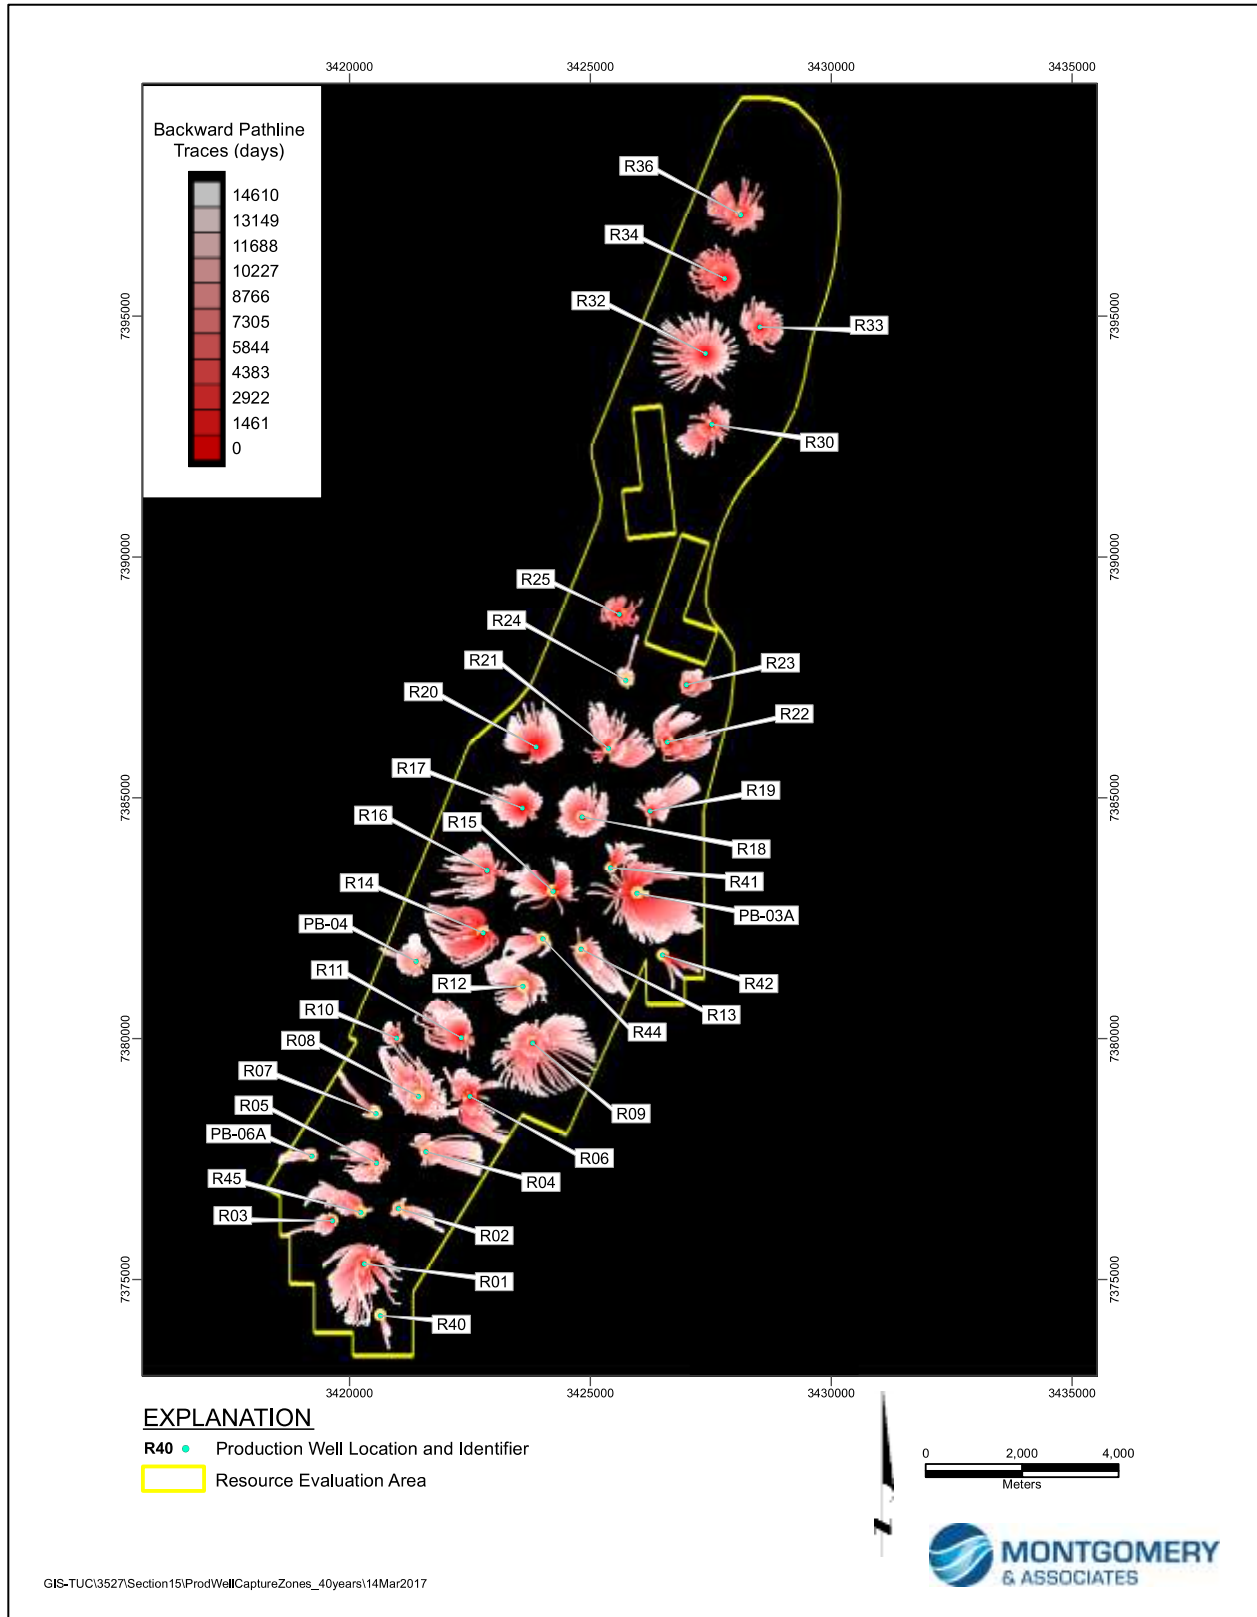 3420000
3425000
3430000
3435000
Backward Pathline
Traces (days)
14610
13149
11688
10227
8766
7305
5844
4383
2922
1461
0
R36
R34
R32
R33
7395000
7395000
R30
7390000
7390000
R25
R24
R21
R23
R20
R22
R17
R19
7385000
7385000
R16
R15
R18
R14
R41
PB-03A
PB-04
R11
R12
R42
R10
R13
R08
R44
7380000
7380000
R07
R05
R09
PB-06A
R06
R45
R04
R03
R02
R01
7375000
7375000
R40
3420000
3425000
3430000
3435000
EXPLANATION
R40 Production Well Location and Identifier
Resource Evaluation Area
0 2,000 4,000
Meters
N
MONTGOMERY
& ASSOCIATES
GIS-TUC\3527\Section15\ProdWellCaptureZones_40years\14Mar2017